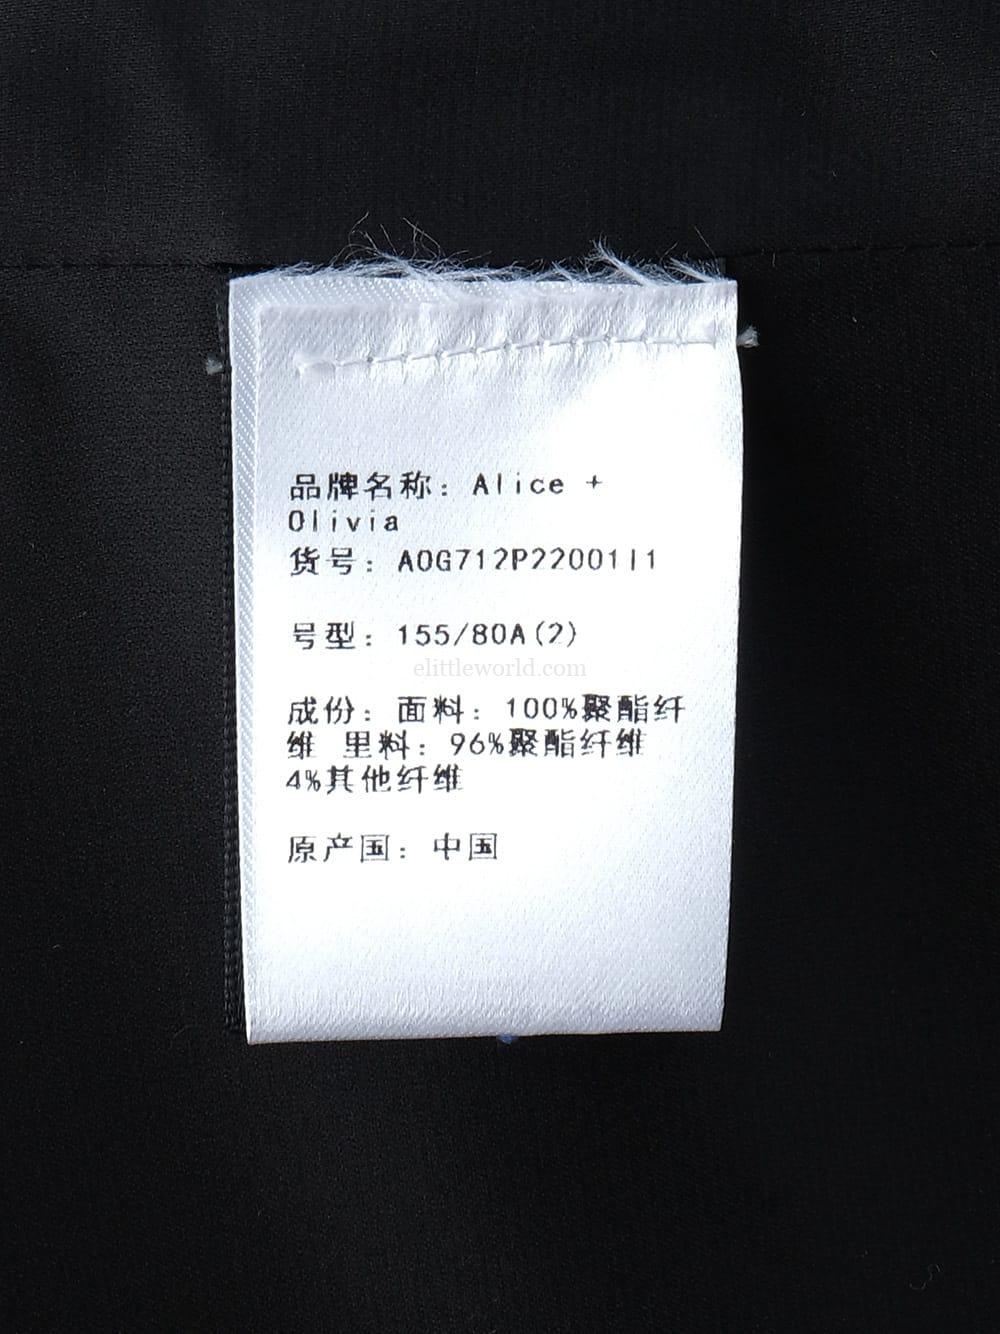 品牌名称：Alice +
Olivia
货号：AOG712P22001I1
号型：155/80A(2)
elittleworld.com
成份：面料：100%聚酯纤
维 里料：96%聚酯纤维
4%其他纤维
原产国：中国